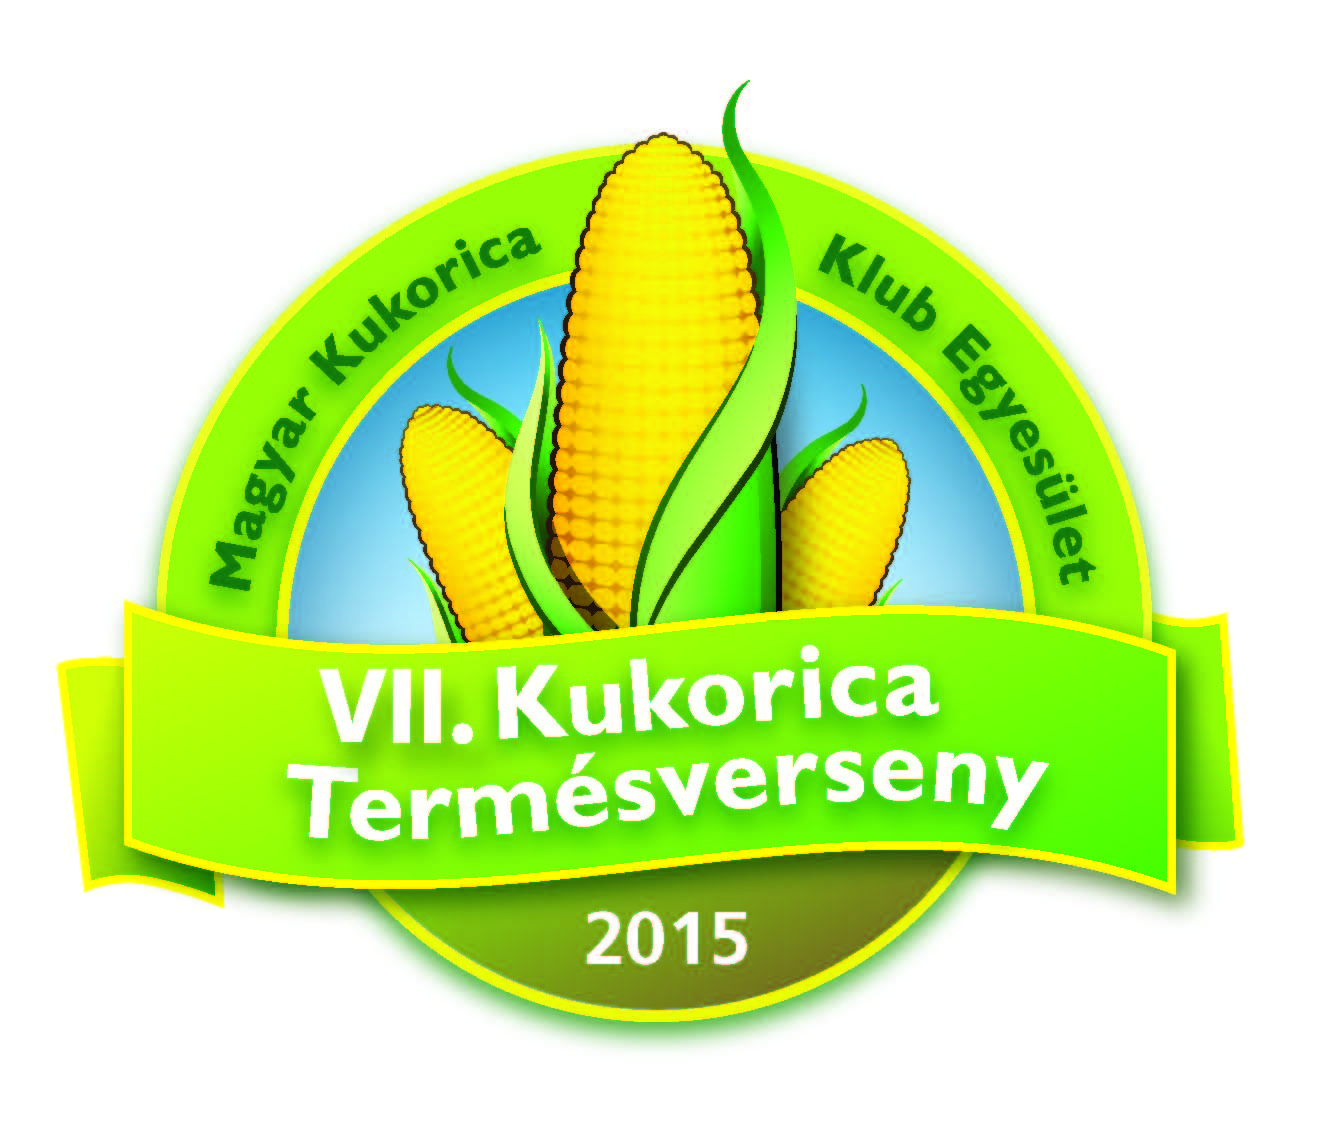 Magyar Kukorica Klub Egyesület
VII. Kukorica
Termésverseny
2015